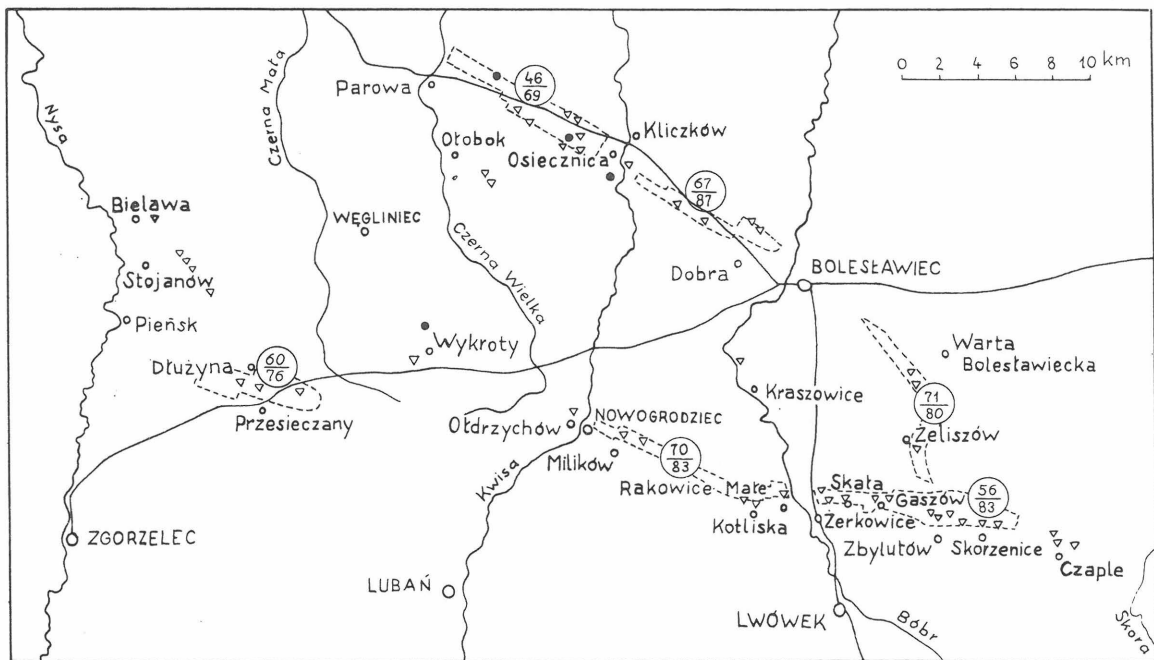 0 2 4 6 8 10 km
Nysa
Czerna Mała
Parowa
46
69
Kliczków
Otobok
Osiecznica
67
87
Bielawa
WĘGLINIEC
Czerna Wielka
Stojanów
Dobra
BOLESŁAWIEC
Pieńsk
Wykroty
Warta
Bolesławiecka
Dłużyna
60
76
Kraszowice
71
80
Przesieczany
Ołdrzychów
NOWOGRODZIEC
Żeliszów
Milików
70
83
Kwisa
Rakowice Małe
Skała
Gaszów
56
83
Kotliska
Żerkowice
Zbylutów
Skorzenice
ZGORZELEC
Czaple
LUBAŃ
LWÓWEK
Bóbr
Skora